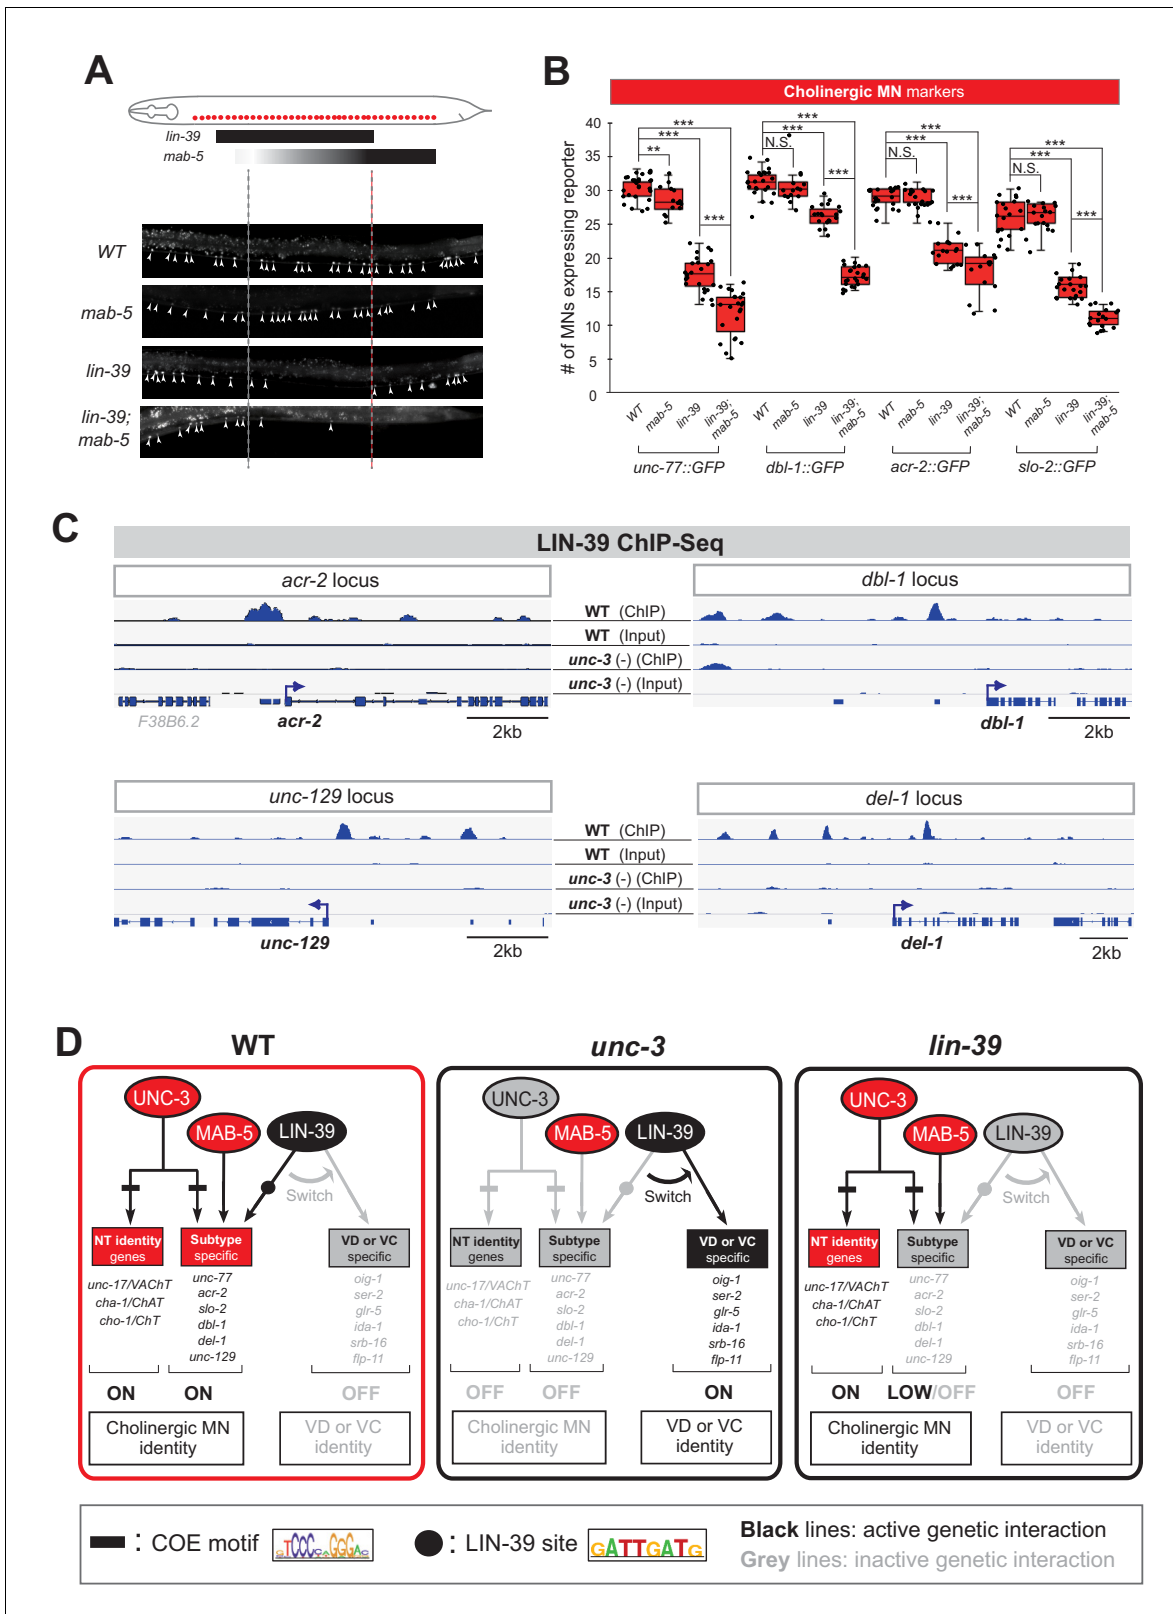 A
lin-39
mab-5
WT
mab-5
lin-39
lin-39;
mab-5
B
Cholinergic MN markers
# of MNs expressing reporter
40
35
30
25
20
15
10
5
0
***
***
**
***
***
***
N.S.
***
***
***
N.S.
***
***
***
N.S.
***
WT
mab-5
lin-39
lin-39;
mab-5
WT
mab-5
lin-39
lin-39;
mab-5
WT
mab-5
lin-39
lin-39;
mab-5
WT
mab-5
lin-39
lin-39;
mab-5
unc-77::GFP
dbl-1::GFP
acr-2::GFP
slo-2::GFP
C
LIN-39 ChIP-Seq
acr-2 locus
dbl-1 locus
WT (ChIP)
WT (Input)
unc-3 (-) (ChIP)
unc-3 (-) (Input)
F38B6.2
acr-2
2kb
dbl-1
2kb
unc-129 locus
del-1 locus
WT (ChIP)
WT (Input)
unc-3 (-) (ChIP)
unc-3 (-) (Input)
unc-129
2kb
del-1
2kb
D
WT
UNC-3
MAB-5
LIN-39
Switch
NT identity
genes
Subtype
specific
VD or VC
specific
unc-17/VAChT
cha-1/ChAT
cho-1/ChT
unc-77
acr-2
slo-2
dbl-1
del-1
unc-129
oig-1
ser-2
glr-5
ida-1
srb-16
flp-11
ON
ON
OFF
Cholinergic MN
identity
VD or VC
identity
unc-3
UNC-3
MAB-5
LIN-39
Switch
NT identity
genes
Subtype
specific
VD or VC
specific
unc-17/VAChT
cha-1/ChAT
cho-1/ChT
unc-77
acr-2
slo-2
dbl-1
del-1
unc-129
oig-1
ser-2
glr-5
ida-1
srb-16
flp-11
OFF
OFF
ON
Cholinergic MN
identity
VD or VC
identity
lin-39
UNC-3
MAB-5
LIN-39
Switch
NT identity
genes
Subtype
specific
VD or VC
specific
unc-17/VAChT
cha-1/ChAT
cho-1/ChT
unc-77
acr-2
slo-2
dbl-1
del-1
unc-129
oig-1
ser-2
glr-5
ida-1
srb-16
flp-11
ON
LOW/OFF
OFF
Cholinergic MN
identity
VD or VC
identity
: COE motif
: LIN-39 site
GATTGATG
Black lines: active genetic interaction
Grey lines: inactive genetic interaction